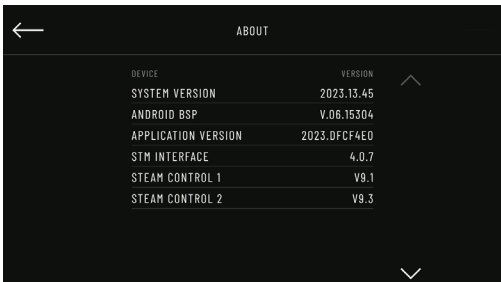 ABOUT
DEVICE VERSION
SYSTEM VERSION 2023.13.45
ANDROID BSP V.06.15304
APPLICATION VERSION 2023.DFCF4E0
STM INTERFACE 4.0.7
STEAM CONTROL 1 V9.1
STEAM CONTROL 2 V9.3